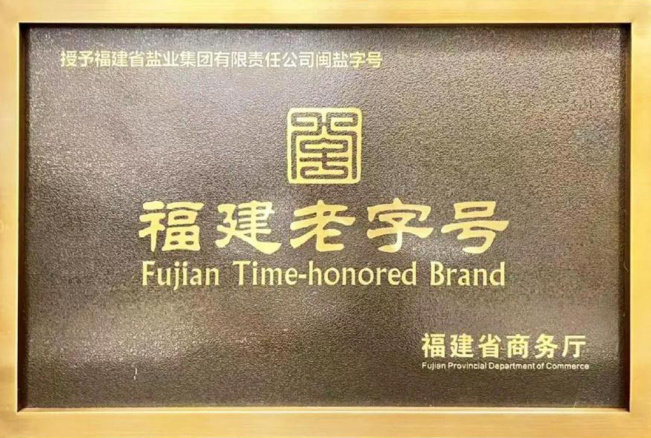 授予福建省盐业集团有限责任公司闽盐字号
福建老字号
Fujian Time-honored Brand
福建省商务厅
Fujian Provincial Department of Commerce